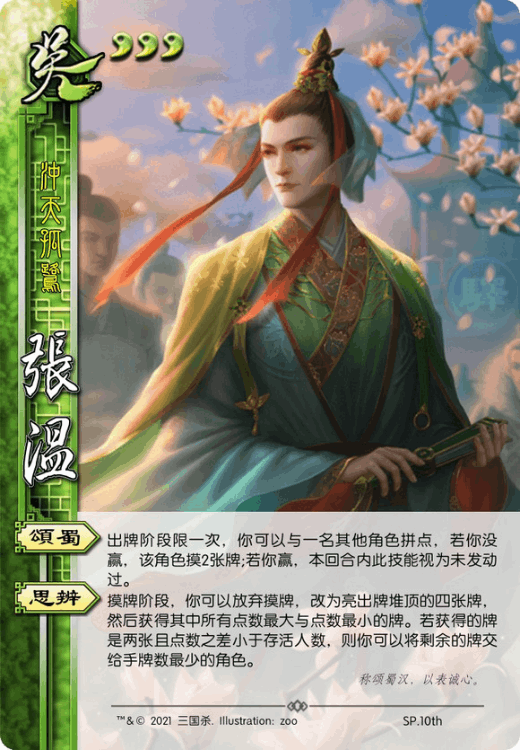 吴
冲天孤鷺
張溫
頌蜀
出牌阶段限一次，你可以与一名其他角色拼点，若你没
赢，该角色摸2张牌;若你赢，本回合内此技能视为未发动
过。
思辨
摸牌阶段，你可以放弃摸牌，改为亮出牌堆顶的四张牌，
然后获得其中所有点数最大与点数最小的牌。若获得的牌
是两张且点数之差小于存活人数，则你可以将剩余的牌交
给手牌数最少的角色。
称颂蜀汉，以表诚心。
™&© 2021 三国杀. Illustration: zoo
SP.10th